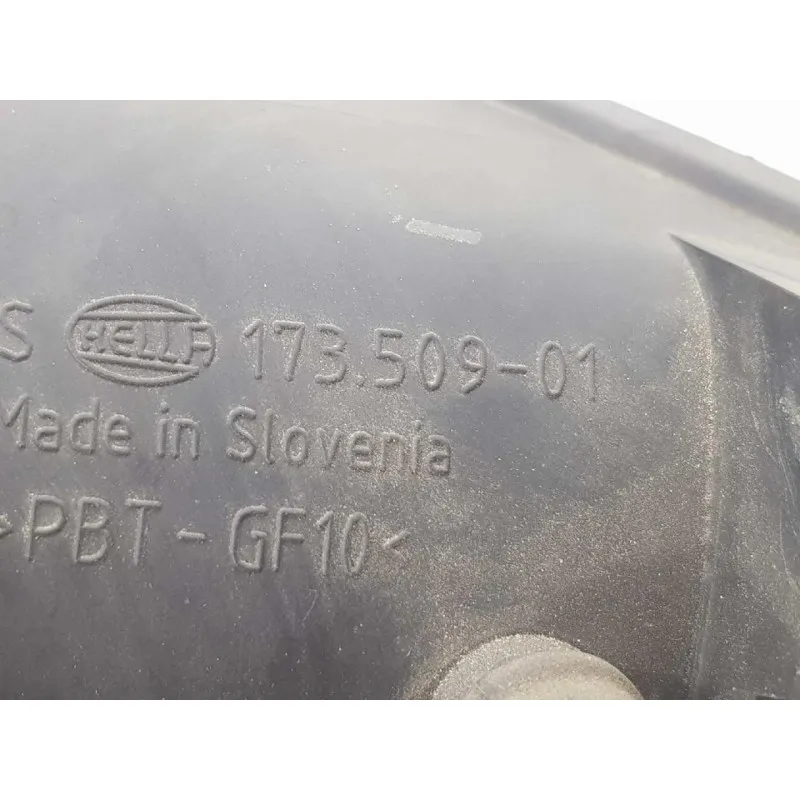 S HELLA 173.509-01
Made in Slovenia
>PBT-GF10<